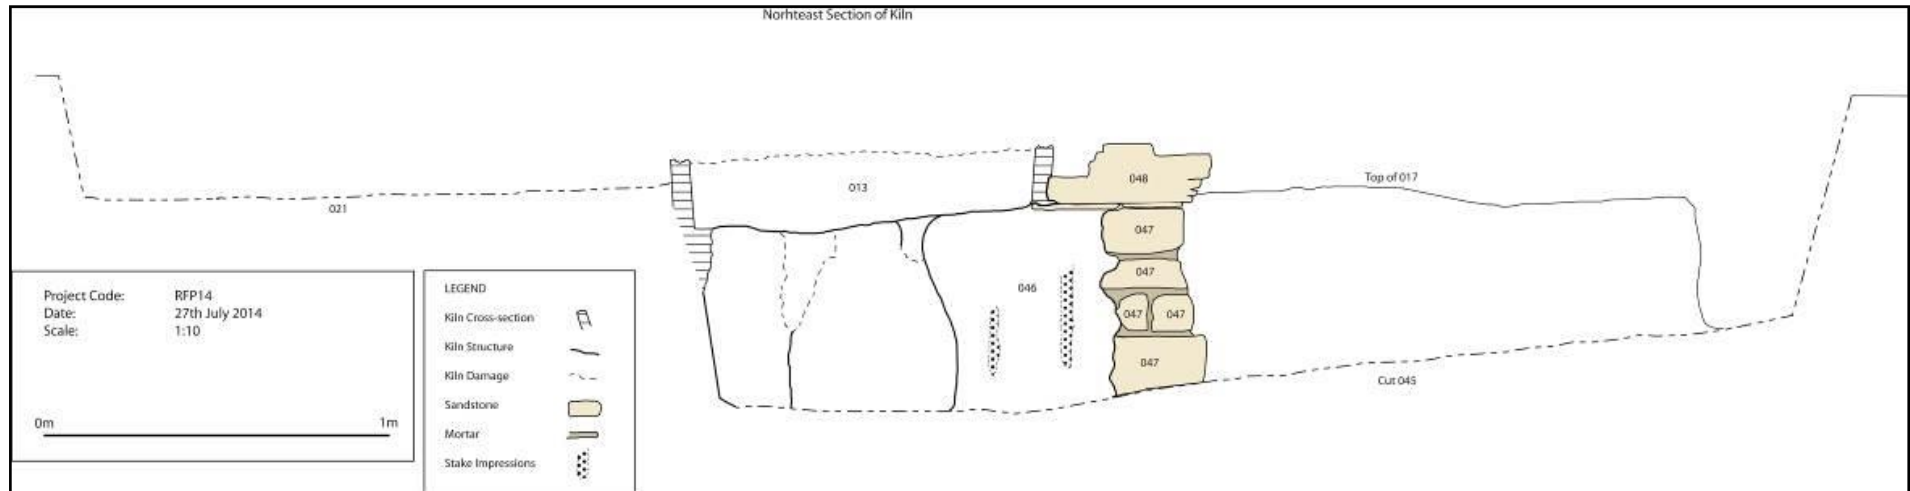 Norhteast Section of Kiln
048
Top of 017
013
021
047
047
046
047 047
047
Cut 045
Project Code: RFP14
Date: 27th July 2014
Scale: 1:10
0m 1m
LEGEND
Kiln Cross-section
Kiln Structure
Kiln Damage
Sandstone
Mortar
Stake Impressions